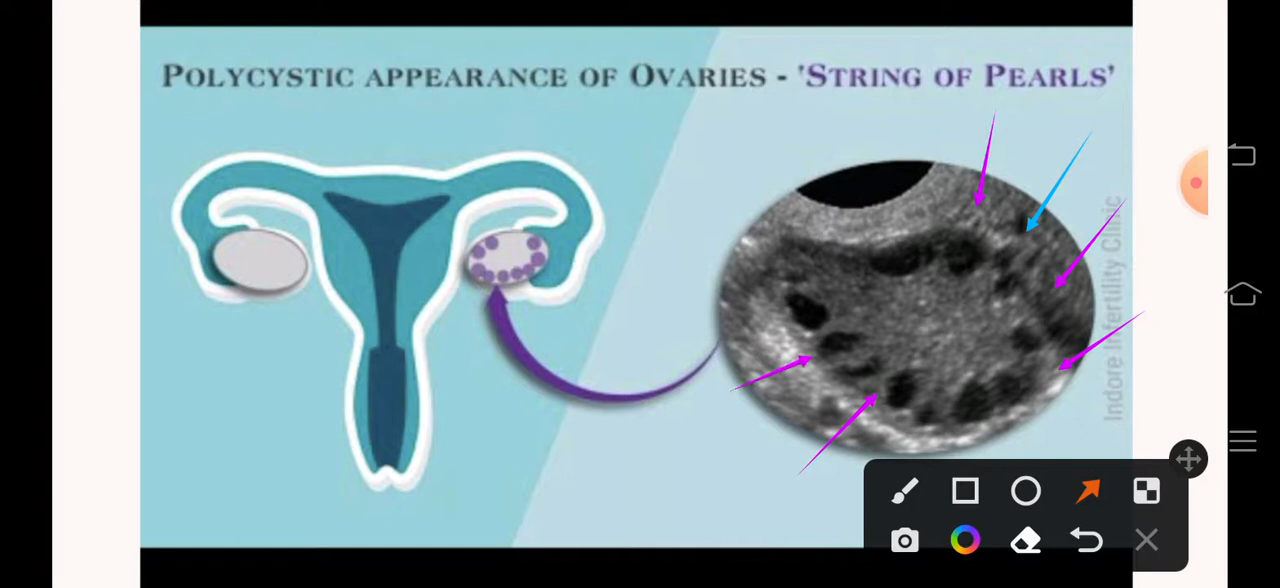 POLYCYSTIC APPEARANCE OF OVARIES - 'STRING OF PEARLS'
Indore Infertility Clinic